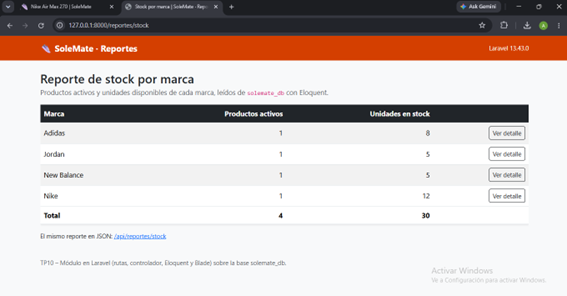 Nike Air Max 270 | SoleMate
Stock por marca | SoleMate - Rep
Ask Gemini
127.0.0.1:8000/reportes/stock
SoleMate - Reportes
Laravel 13.43.0
Reporte de stock por marca
Productos activos y unidades disponibles de cada marca, leídos de solemate_db con Eloquent.
Marca Productos activos Unidades en stock
Adidas 1 8 Ver detalle
Jordan 1 5 Ver detalle
New Balance 1 5 Ver detalle
Nike 1 12 Ver detalle
Total 4 30
El mismo reporte en JSON: /api/reportes/stock
TP10 – Módulo en Laravel (rutas, controlador, Eloquent y Blade) sobre la base solemate_db.
Activar Windows
Ve a Configuración para activar Windows.